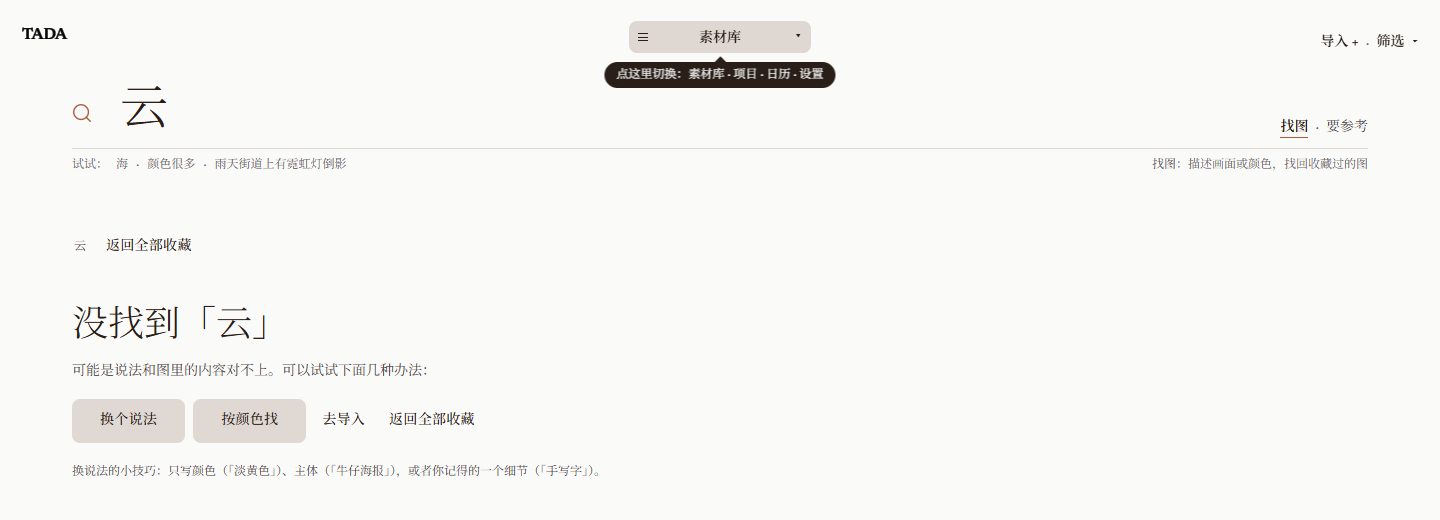 TADA
素材库
导入 + · 筛选
点这里切换：素材库 · 项目 · 日历 · 设置
云
找图 · 要参考
试试： 海 · 颜色很多 · 雨天街道上有霓虹灯倒影
找图：描述画面或颜色，找回收藏过的图
云 返回全部收藏
没找到「云」
可能是说法和图里的内容对不上。可以试试下面几种办法：
换个说法 按颜色找 去导入 返回全部收藏
换说法的小技巧：只写颜色（「淡黄色」）、主体（「牛仔海报」），或者你记得的一个细节（「手写字」）。